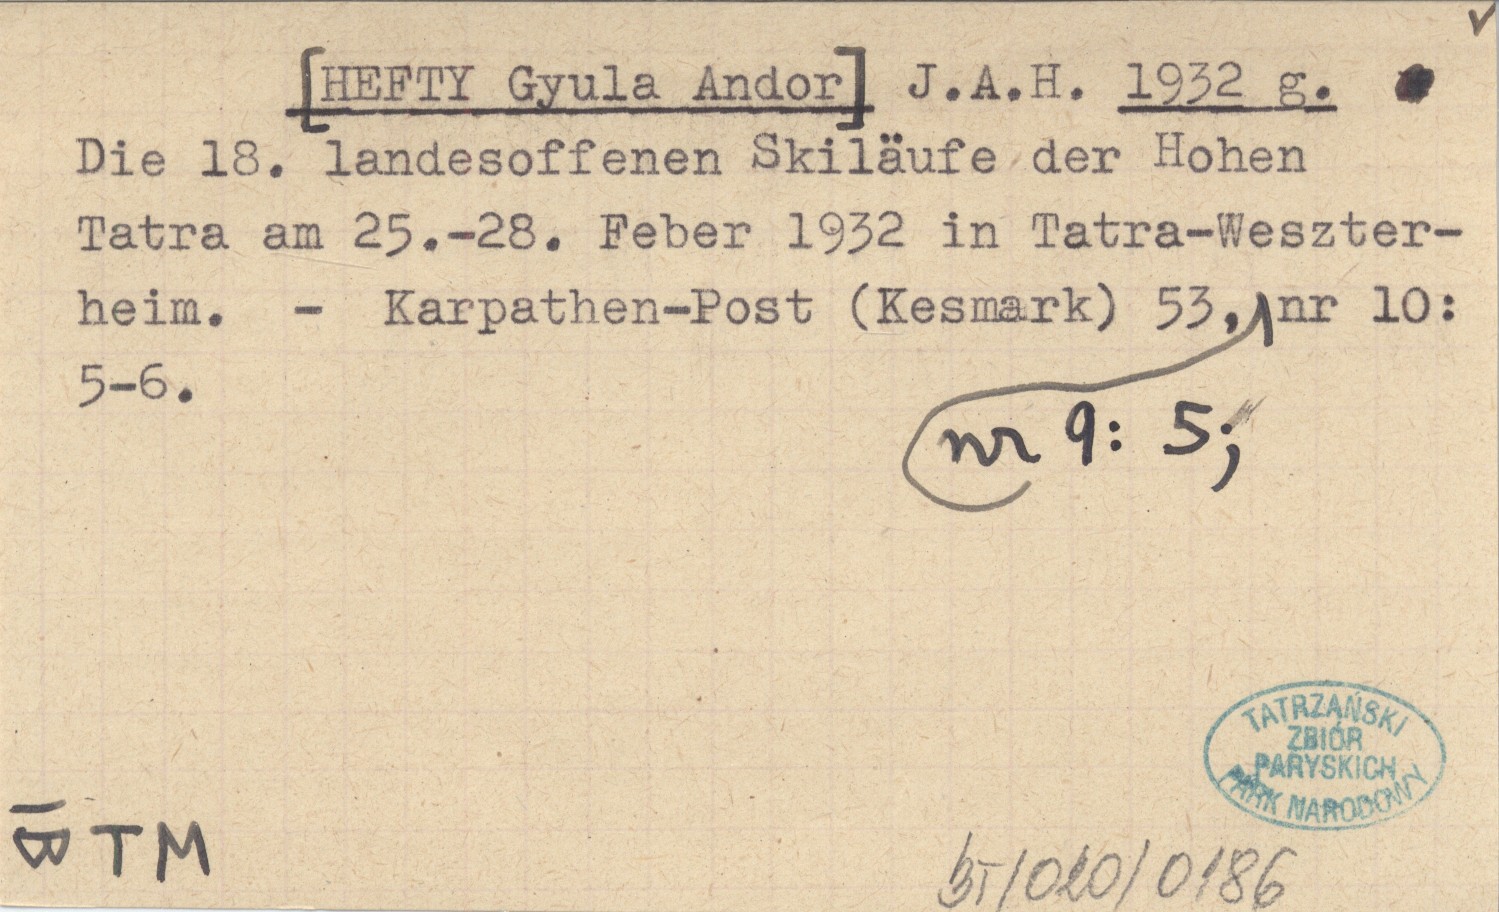 [HEFTY Gyula Andor] J.A.H. 1932 g.
Die 18. landesoffenen Skiläufe der Hohen
Tatra am 25.-28. Feber 1932 in Tatra-Weszter-
heim. - Karpathen-Post (Kesmark) 53, nr 10:
5-6.
nr 9: 5;
TATRZAŃSKI
ZBIÓR
PARYSKICH
PARK NARODOWY
B TM
BT/020/0186